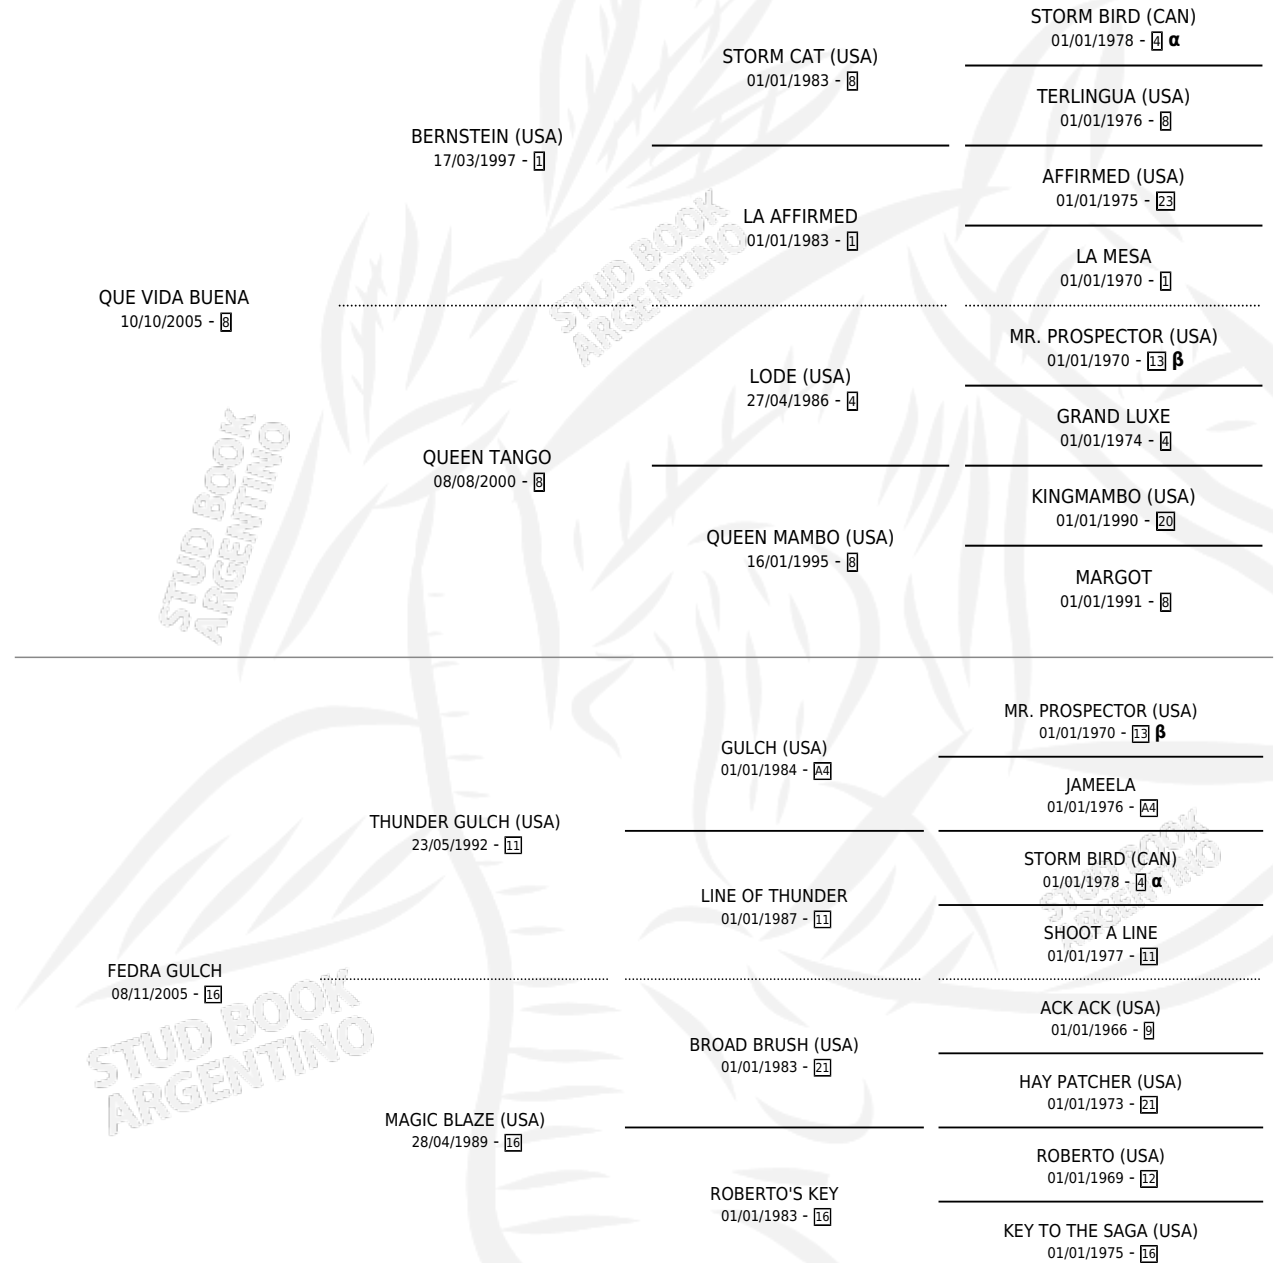 STORM BIRD (CAN)
01/01/1978 - 4 α
STORM CAT (USA)
01/01/1983 - 8
TERLINGUA (USA)
01/01/1976 - 8
BERNSTEIN (USA)
17/03/1997 - 1
AFFIRMED (USA)
01/01/1975 - 23
LA AFFIRMED
01/01/1983 - 1
LA MESA
01/01/1970 - 1
QUE VIDA BUENA
10/10/2005 - 8
MR. PROSPECTOR (USA)
01/01/1970 - 13 β
LODE (USA)
27/04/1986 - 4
GRAND LUXE
01/01/1974 - 4
QUEEN TANGO
08/08/2000 - 8
KINGMAMBO (USA)
01/01/1990 - 20
QUEEN MAMBO (USA)
16/01/1995 - 8
MARGOT
01/01/1991 - 8
STUD BOOK
ARGENTINO
STUD BOOK
ARGENTINO
MR. PROSPECTOR (USA)
01/01/1970 - 13 β
GULCH (USA)
01/01/1984 - A4
JAMEELA
01/01/1976 - A4
THUNDER GULCH (USA)
23/05/1992 - 11
STORM BIRD (CAN)
01/01/1978 - 4 α
LINE OF THUNDER
01/01/1987 - 11
SHOOT A LINE
01/01/1977 - 11
FEDRA GULCH
08/11/2005 - 16
ACK ACK (USA)
01/01/1966 - 9
BROAD BRUSH (USA)
01/01/1983 - 21
HAY PATCHER (USA)
01/01/1973 - 21
MAGIC BLAZE (USA)
28/04/1989 - 16
ROBERTO (USA)
01/01/1969 - 12
ROBERTO'S KEY
01/01/1983 - 16
KEY TO THE SAGA (USA)
01/01/1975 - 16
STUD BOOK
ARGENTINO
STUD BOOK
ARGENTINO